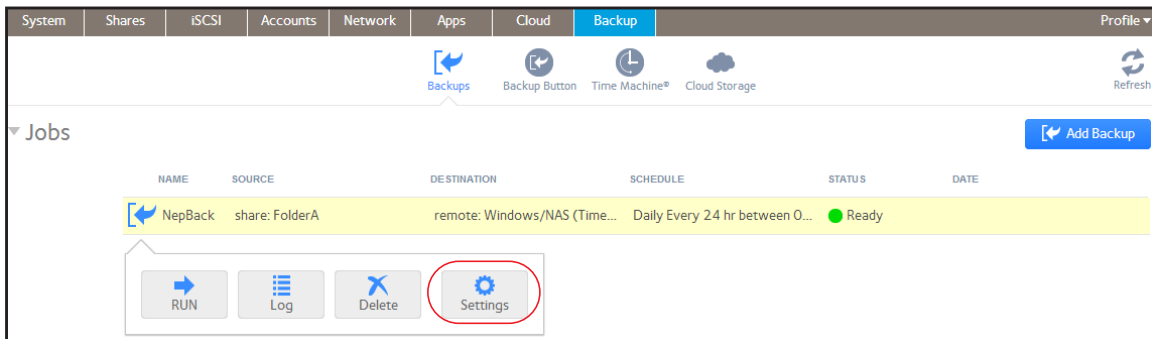 System Shares iSCSI Accounts Network Apps Cloud Backup Profile
Backups Backup Button Time Machine® Cloud Storage Refresh
Jobs Add Backup
NAME SOURCE DESTINATION SCHEDULE STATUS DATE
NepBack share: FolderA remote: Windows/NAS (Time... Daily Every 24 hr between 0... Ready
RUN Log Delete Settings